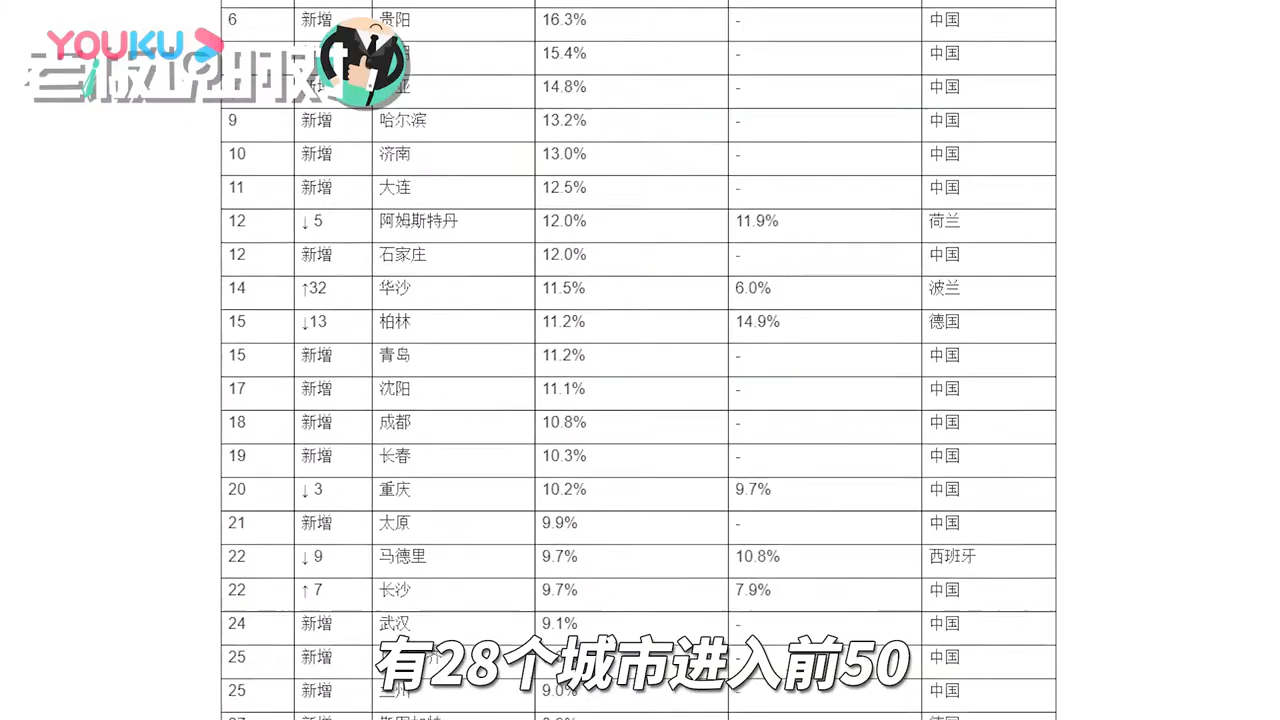 6 新增 贵阳 16.3% - 中国
YOUKU
15.4% - 中国
14.8% - 中国
9 新增 哈尔滨 13.2% - 中国
10 新增 济南 13.0% - 中国
11 新增 大连 12.5% - 中国
12 ↓ 5 阿姆斯特丹 12.0% 11.9% 荷兰
12 新增 石家庄 12.0% - 中国
14 ↑32 华沙 11.5% 6.0% 波兰
15 ↓13 柏林 11.2% 14.9% 德国
15 新增 青岛 11.2% - 中国
17 新增 沈阳 11.1% - 中国
18 新增 成都 10.8% - 中国
19 新增 长春 10.3% - 中国
20 ↓ 3 重庆 10.2% 9.7% 中国
21 新增 太原 9.9% - 中国
22 ↓ 9 马德里 9.7% 10.8% 西班牙
22 ↑ 7 长沙 9.7% 7.9% 中国
24 新增 武汉 9.1% - 中国
25 新增 - 中国
有28个城市进入前50
25 新增 兰州 9.0% - 中国